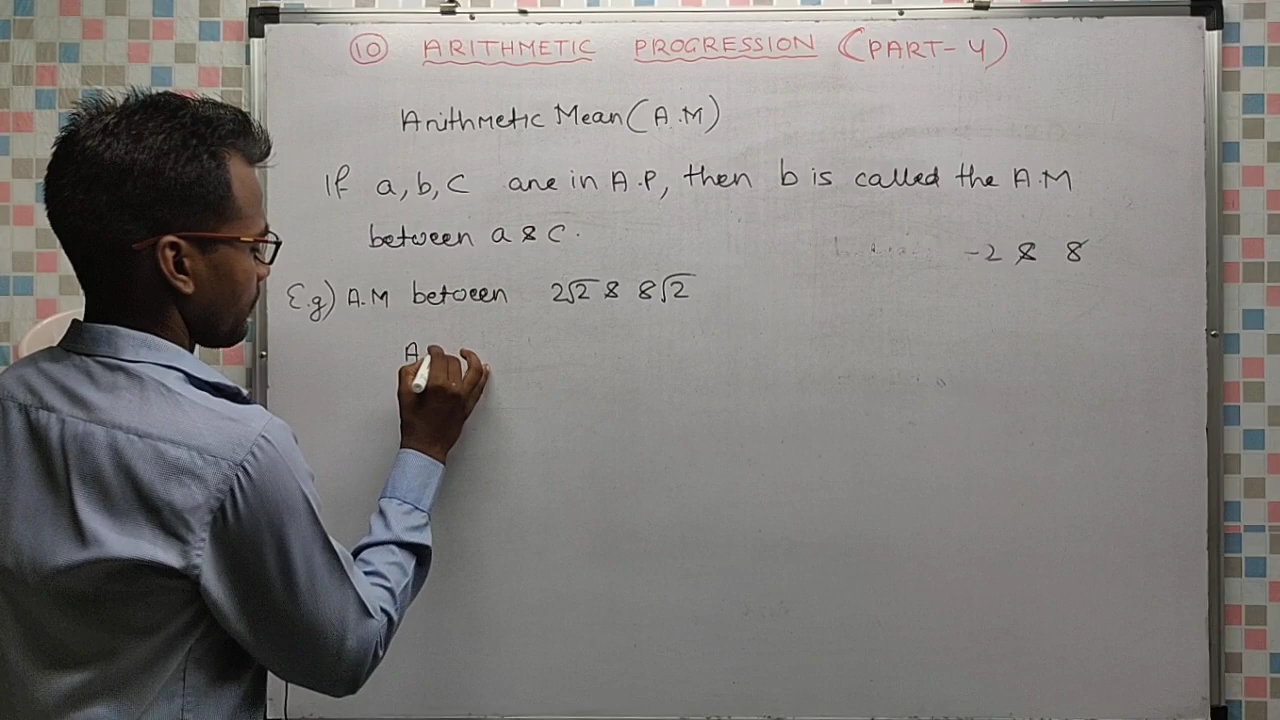 10 ARITHMETIC PROGRESSION (PART-4)
Arithmetic Mean (A.M)
If a, b, c are in A.P, then b is called the A.M
between a & c.
-2 & 8
E.g) A.M between 2√2 & 8√2
A